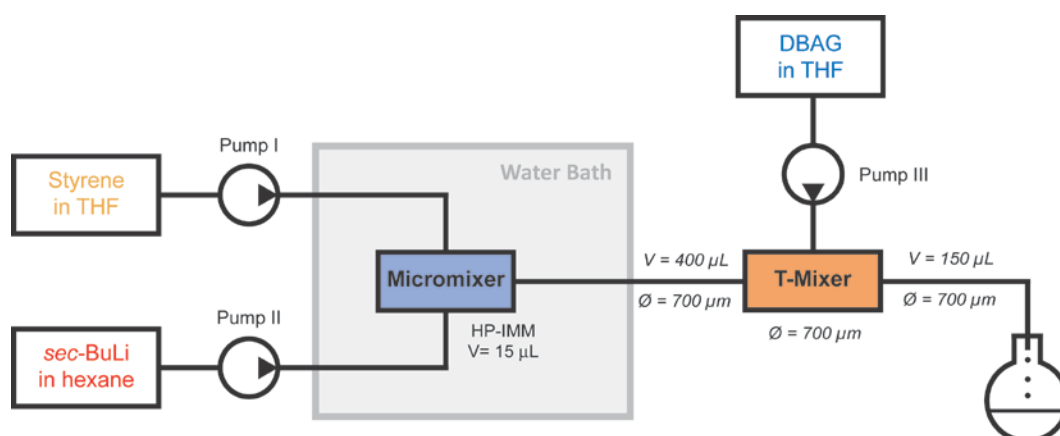 DBAG
in THF
Pump I
Water Bath
Pump III
Styrene
in THF
Micromixer
V = 400 µL
T-Mixer
V = 150 µL
Ø = 700 µm
Ø = 700 µm
Pump II
HP-IMM
V= 15 µL
Ø = 700 µm
sec-BuLi
in hexane